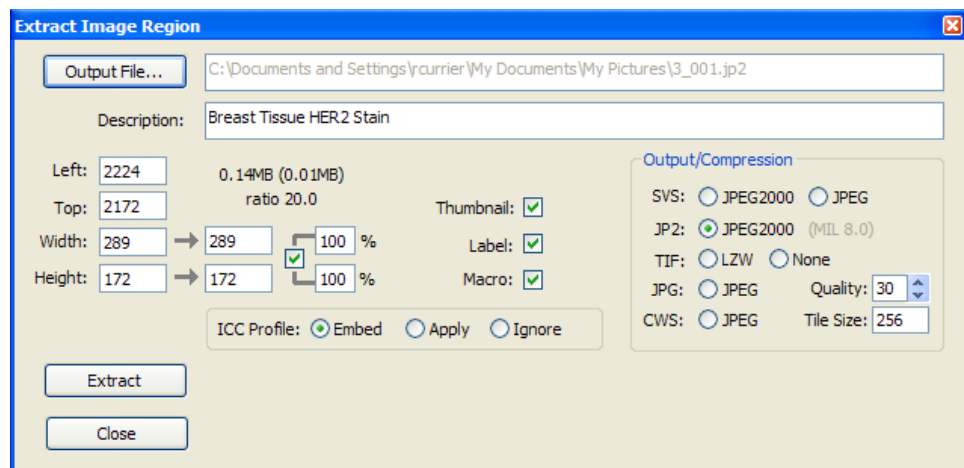 Extract Image Region
Output File... C:\Documents and Settings\rcurrier\My Documents\My Pictures\3_001.jp2
Description: Breast Tissue HER2 Stain
Left: 2224
Top: 2172
Width: 289 289 100 %
Height: 172 172 100 %
0.14MB (0.01MB)
ratio 20.0
Thumbnail:
Label:
Macro:
ICC Profile: Embed Apply Ignore
Output/Compression
SVS: JPEG2000 JPEG
JP2: JPEG2000 (MIL 8.0)
TIF: LZW None
JPG: JPEG Quality: 30
CWS: JPEG Tile Size: 256
Extract
Close